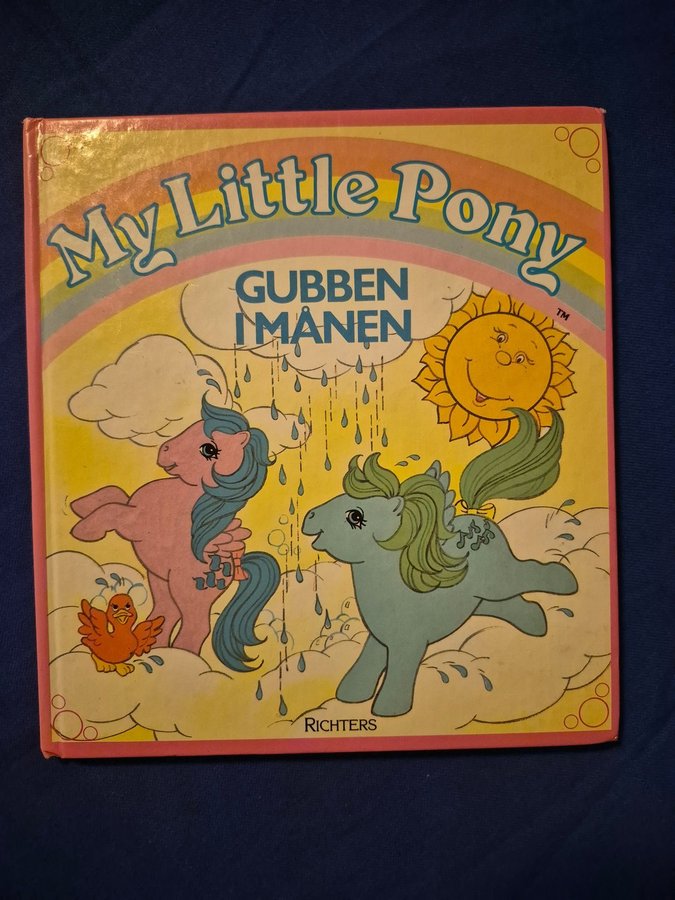 My Little Pony
TM
GUBBEN
I MÅNEN
RICHTERS